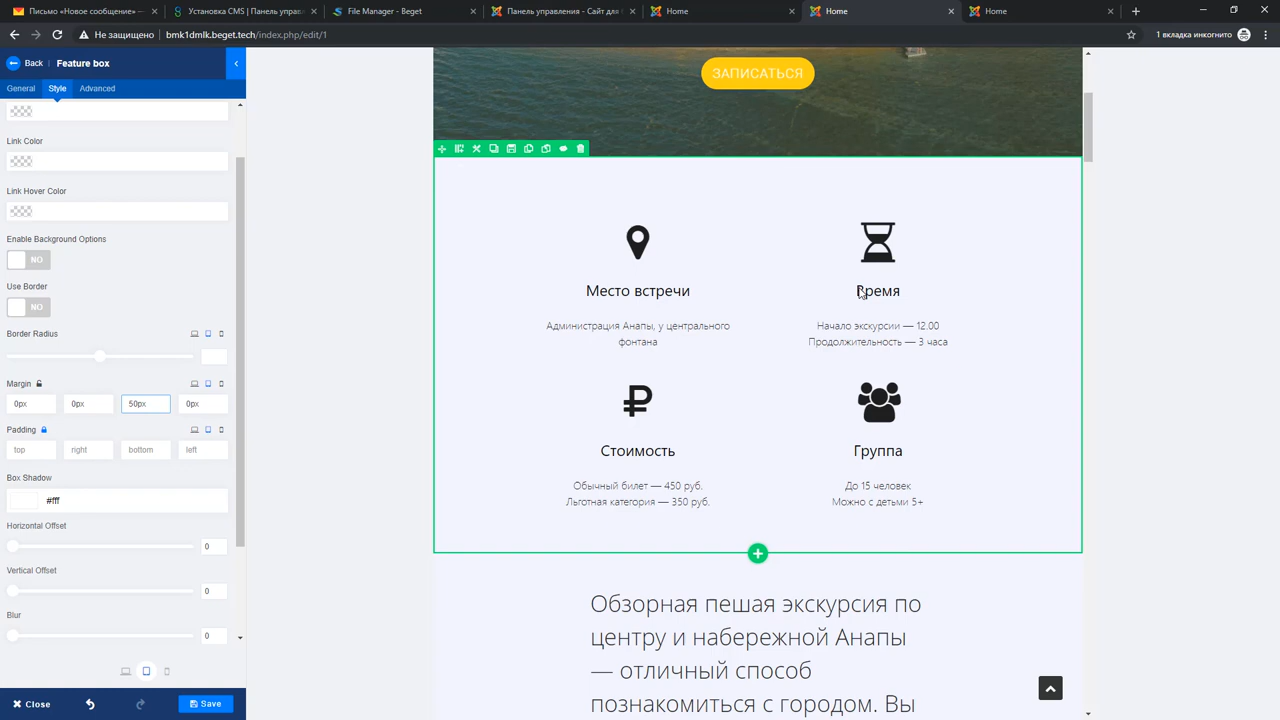 Письмо «Новое сообщение» —
Установка CMS | Панель управ
File Manager - Beget
Панель управления - Сайт для
Home
Home
Home
Не защищено
bmk1dmlk.beget.tech/index.php/edit/1
1 вкладка инкогнито
Back
Feature box
General
Style
Advanced
Link Color
Link Hover Color
Enable Background Options
NO
Use Border
NO
Border Radius
Margin
0px
0px
50px
0px
Padding
top
right
bottom
left
Box Shadow
#fff
Horizontal Offset
0
Vertical Offset
0
Blur
0
Close
Save
ЗАПИСАТЬСЯ
Место встречи
Администрация Анапы, у центрального
фонтана
Время
Начало экскурсии — 12.00
Продолжительность — 3 часа
Стоимость
Обычный билет — 450 руб.
Льготная категория — 350 руб.
Группа
До 15 человек
Можно с детьми 5+
Обзорная пешая экскурсия по
центру и набережной Анапы
— отличный способ
познакомиться с городом. Вы